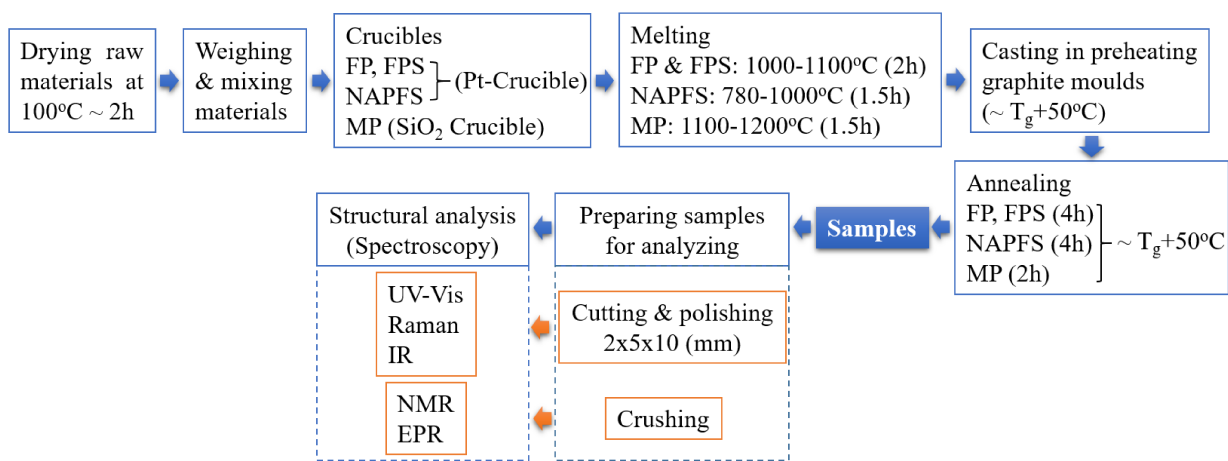 Drying raw
materials at
100°C ~ 2h
Weighing
& mixing
materials
Crucibles
FP, FPS
NAPFS
(Pt-Crucible)
MP (SiO₂ Crucible)
Melting
FP & FPS: 1000-1100°C (2h)
NAPFS: 780-1000°C (1.5h)
MP: 1100-1200°C (1.5h)
Casting in preheating
graphite moulds
(~ Tg+50°C)
Annealing
FP, FPS (4h)
NAPFS (4h)
MP (2h)
~ Tg+50°C
Samples
Preparing samples
for analyzing
Cutting & polishing
2x5x10 (mm)
Crushing
Structural analysis
(Spectroscopy)
UV-Vis
Raman
IR
NMR
EPR